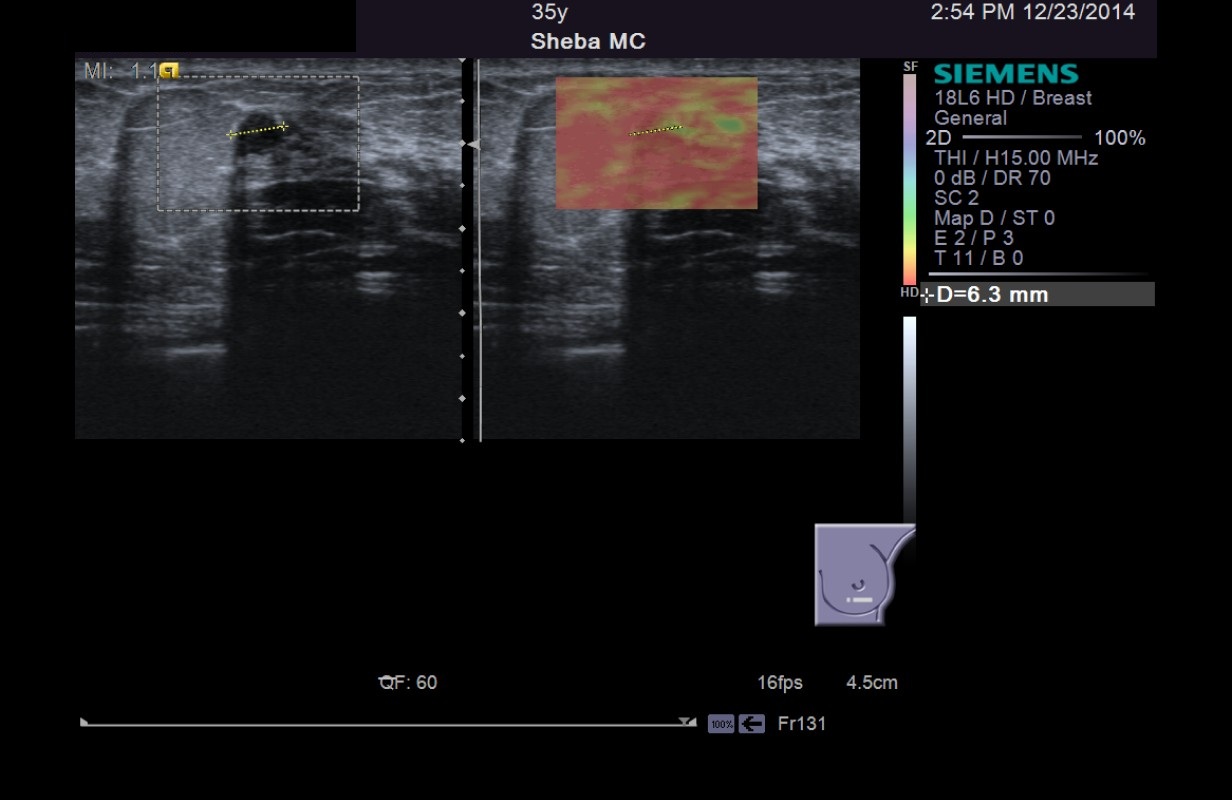 35y
2:54 PM 12/23/2014
Sheba MC
MI: 1.1
SF
SIEMENS
18L6 HD / Breast
General
2D 100%
THI / H15.00 MHz
0 dB / DR 70
SC 2
Map D / ST 0
E 2 / P 3
T 11 / B 0
HD
D=6.3 mm
QF: 60
16fps
4.5cm
100%
Fr131